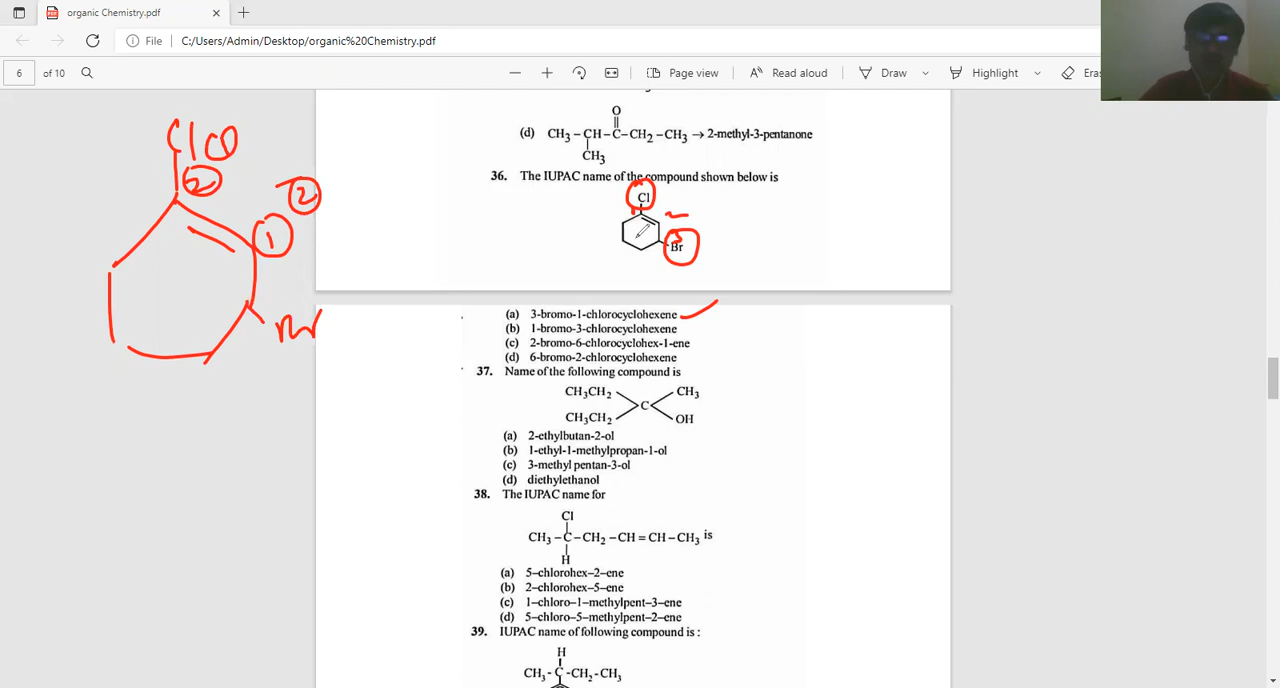 organic Chemistry.pdf
File C:/Users/Admin/Desktop/organic%20Chemistry.pdf
6 of 10 Page view Read aloud Draw Highlight
O
(d) CH3 – CH – C – CH2 – CH3 → 2-methyl-3-pentanone
CH3
36. The IUPAC name of the compound shown below is
Cl
Br
Cl
2
2
1
Br
(a) 3-bromo-1-chlorocyclohexene
(b) 1-bromo-3-chlorocyclohexene
(c) 2-bromo-6-chlorocyclohex-1-ene
(d) 6-bromo-2-chlorocyclohexene
37. Name of the following compound is
CH3CH2 CH3
C
CH3CH2 OH
(a) 2-ethylbutan-2-ol
(b) 1-ethyl-1-methylpropan-1-ol
(c) 3-methyl pentan-3-ol
(d) diethylethanol
38. The IUPAC name for
Cl
CH3 – C – CH2 – CH = CH – CH3 is
H
(a) 5–chlorohex–2–ene
(b) 2–chlorohex–5–ene
(c) 1–chloro–1–methylpent–3–ene
(d) 5–chloro–5–methylpent–2–ene
39. IUPAC name of following compound is :
H
CH3 - C -CH2 - CH3